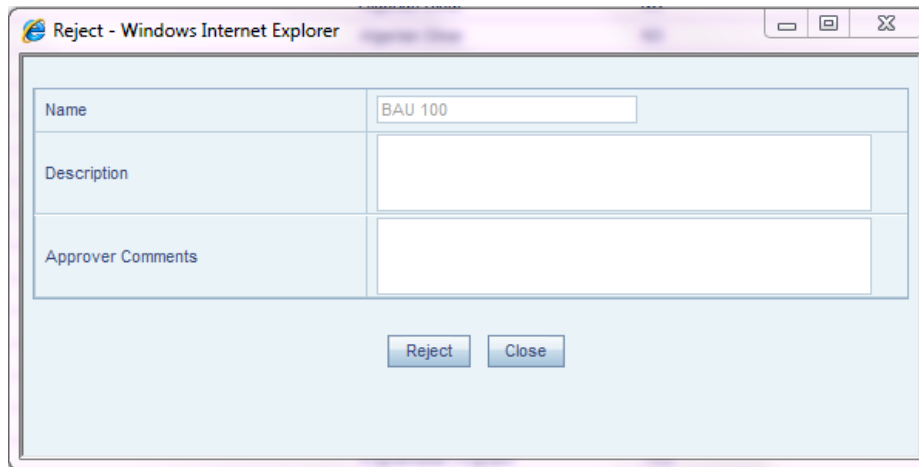 Reject - Windows Internet Explorer
Name
BAU 100
Description
Approver Comments
Reject
Close